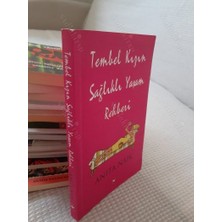 Tembel Kızın
Sağlıklı Yaşam
Rehberi
Tembel Kızın Sağlıklı Yaşam Rehberi